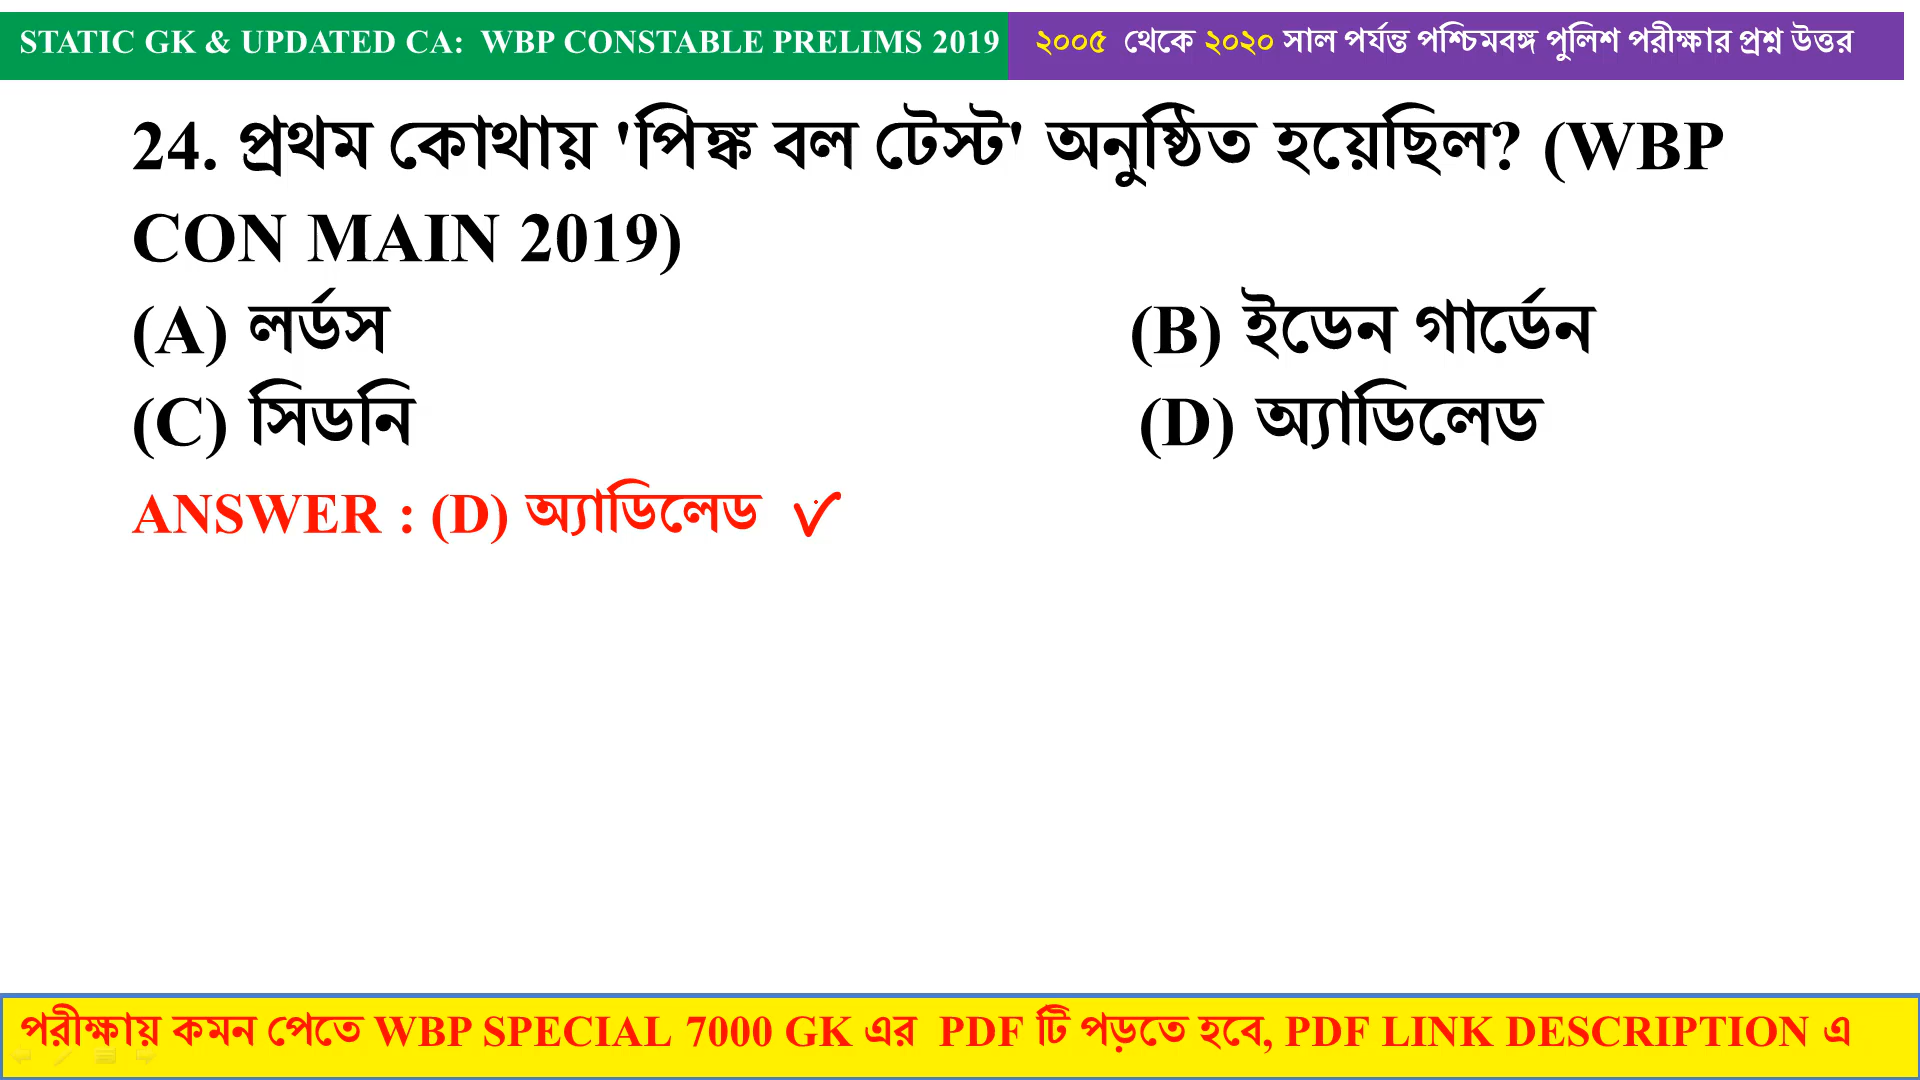 STATIC GK & UPDATED CA: WBP CONSTABLE PRELIMS 2019 ২০০৫ থেকে ২০২০ সাল পর্যন্ত পশ্চিমবঙ্গ পুলিশ পরীক্ষার প্রশ্ন উত্তর
24. প্রথম কোথায় 'পিঙ্ক বল টেস্ট' অনুষ্ঠিত হয়েছিল? (WBP
CON MAIN 2019)
(A) লর্ডস (B) ইডেন গার্ডেন
(C) সিডনি (D) অ্যাডিলেড
ANSWER : (D) অ্যাডিলেড ✓
পরীক্ষায় কমন পেতে WBP SPECIAL 7000 GK এর PDF টি পড়তে হবে, PDF LINK DESCRIPTION এ